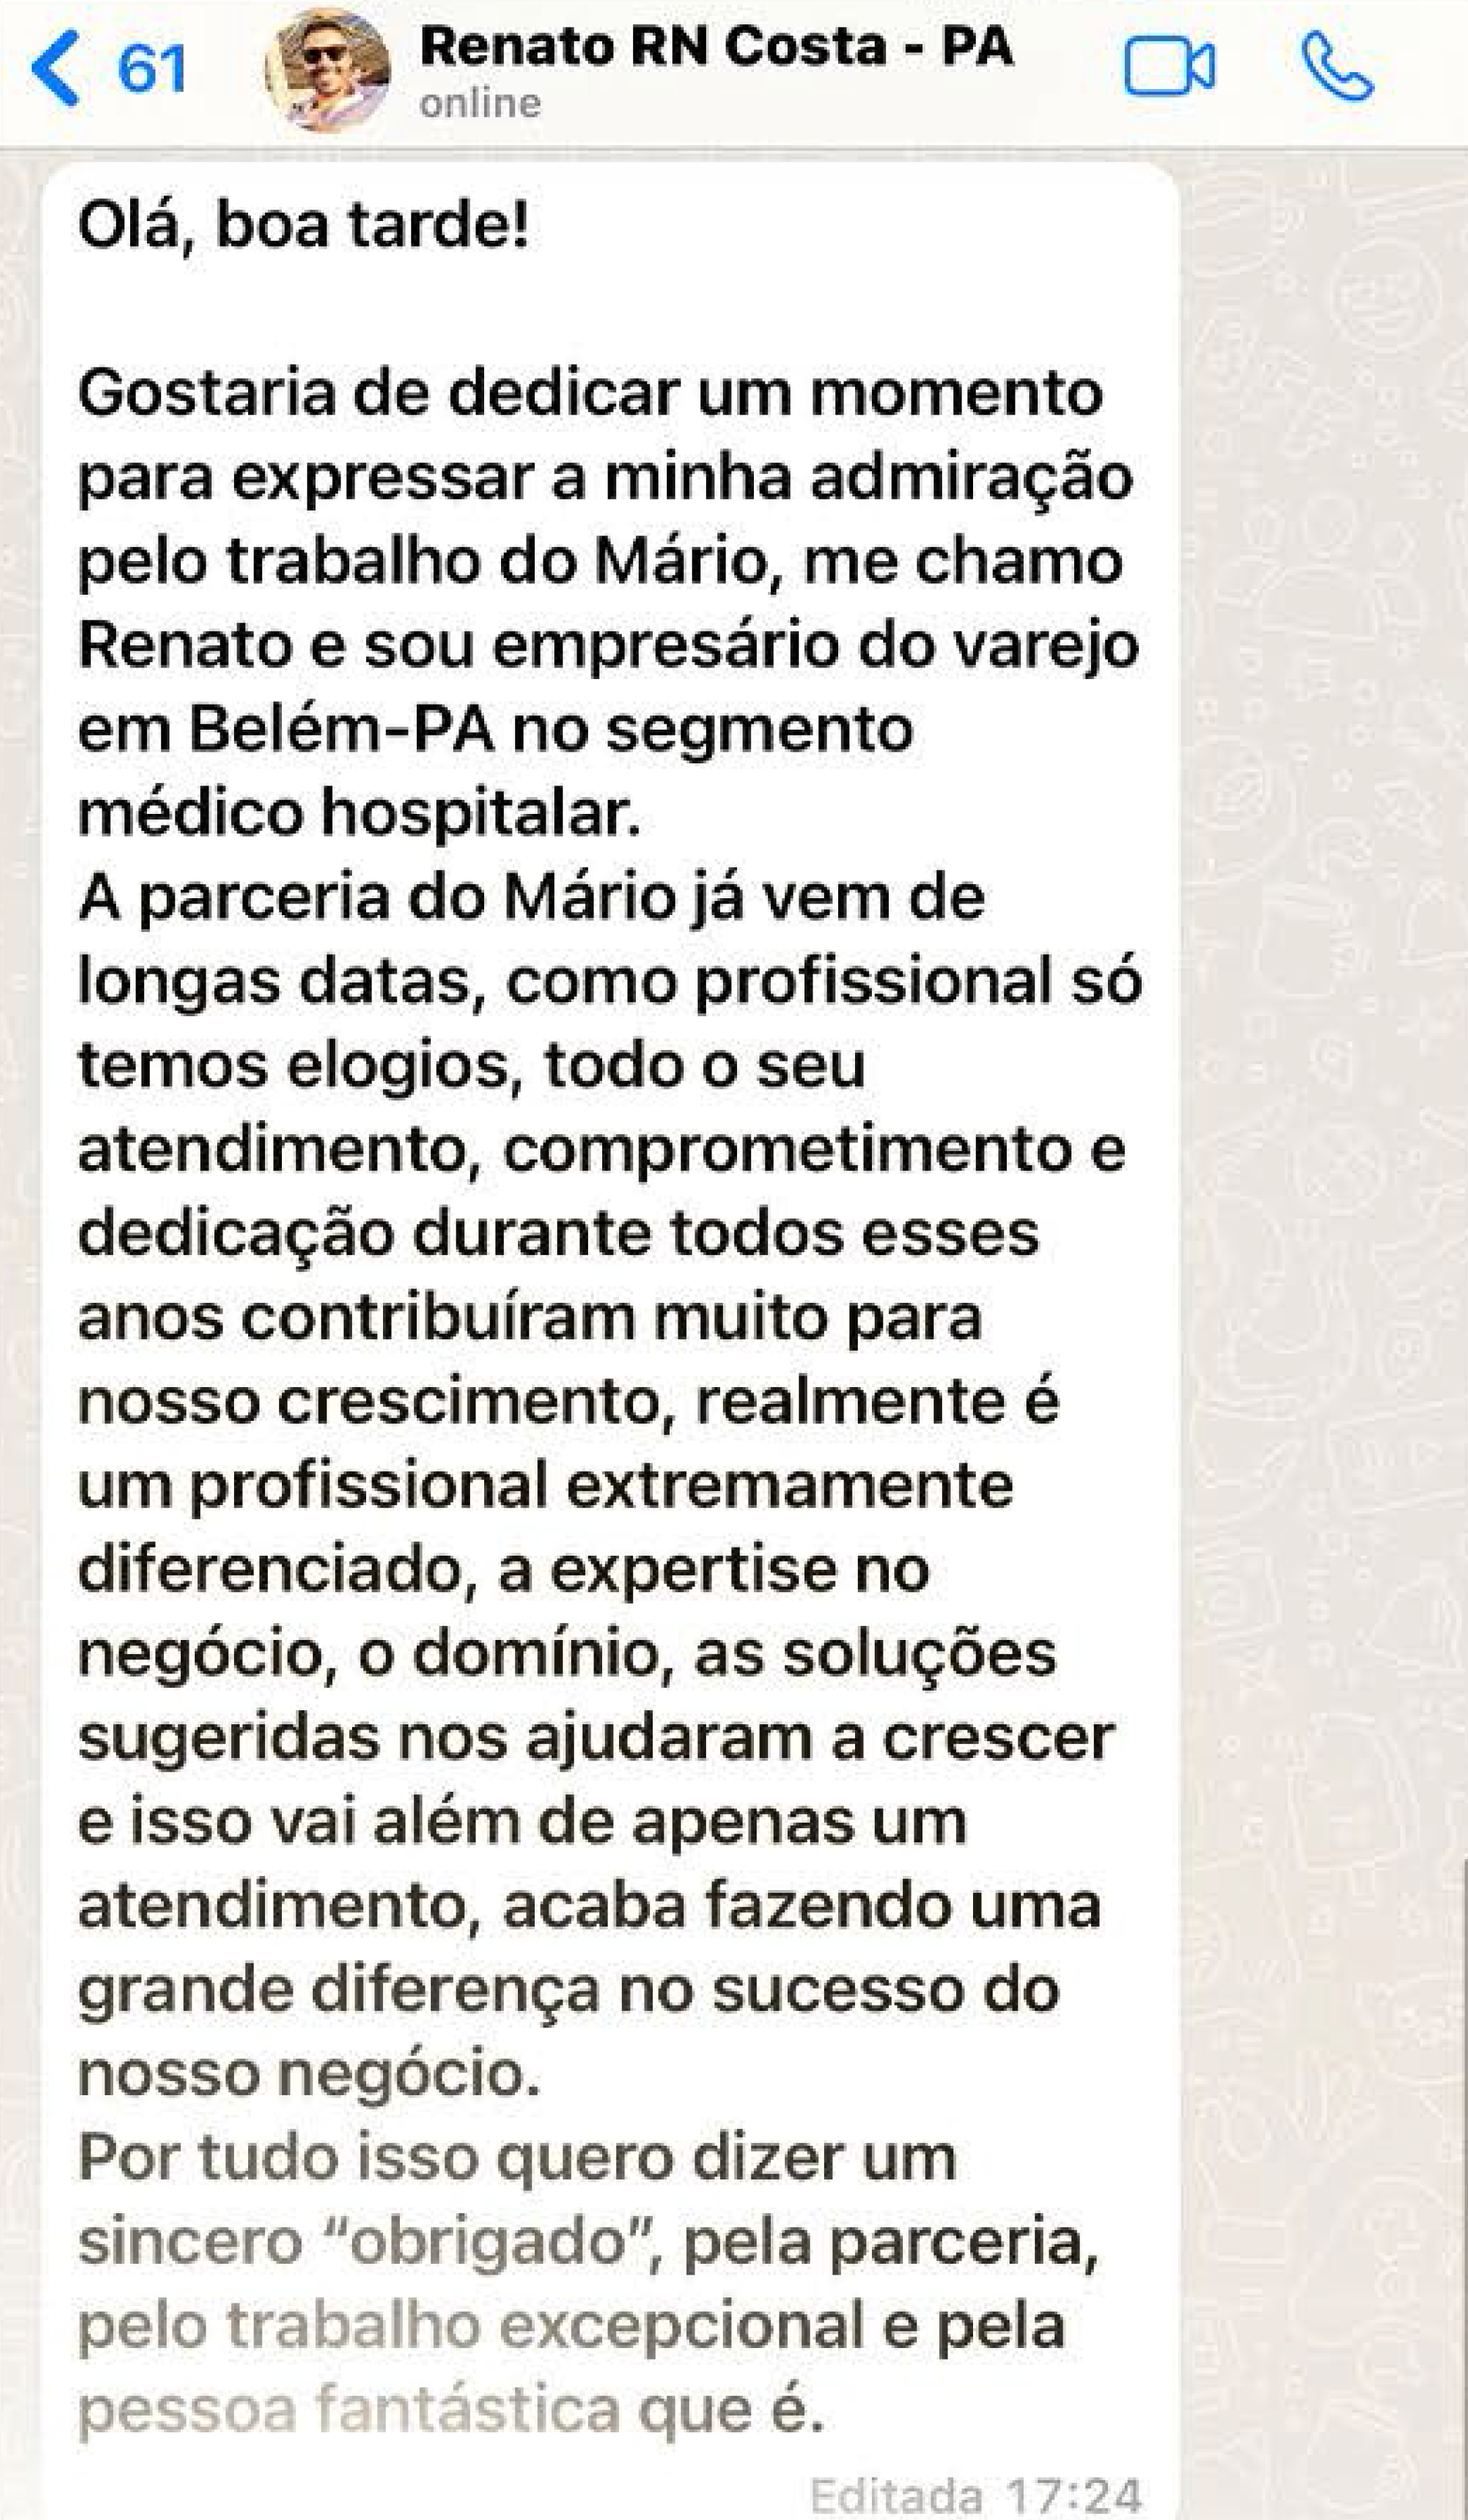 61
Renato RN Costa - PA
online
Olá, boa tarde!
Gostaria de dedicar um momento
para expressar a minha admiração
pelo trabalho do Mário, me chamo
Renato e sou empresário do varejo
em Belém-PA no segmento
médico hospitalar.
A parceria do Mário já vem de
longas datas, como profissional só
temos elogios, todo o seu
atendimento, comprometimento e
dedicação durante todos esses
anos contribuíram muito para
nosso crescimento, realmente é
um profissional extremamente
diferenciado, a expertise no
negócio, o domínio, as soluções
sugeridas nos ajudaram a crescer
e isso vai além de apenas um
atendimento, acaba fazendo uma
grande diferença no sucesso do
nosso negócio.
Por tudo isso quero dizer um
sincero “obrigado”, pela parceria,
pelo trabalho excepcional e pela
pessoa fantástica que é.
Editada 17:24